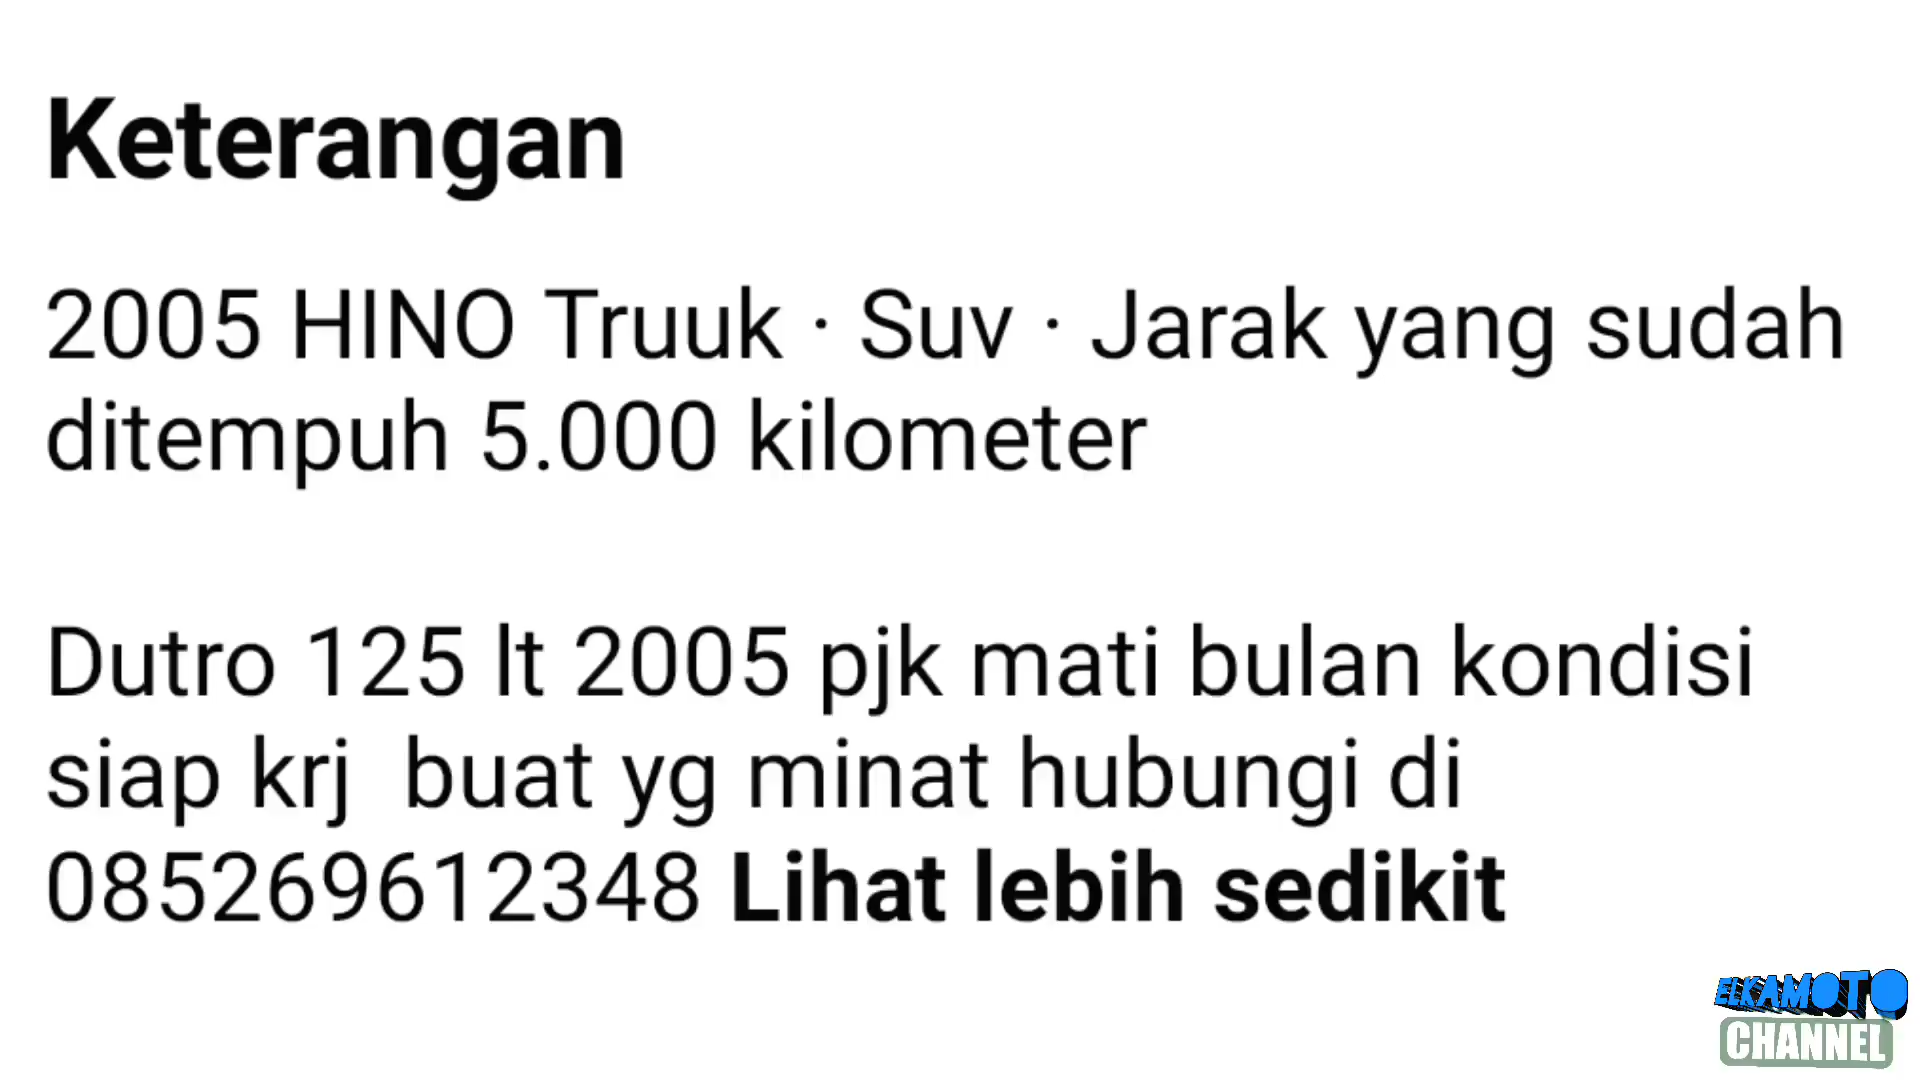 Keterangan
2005 HINO Truuk · Suv · Jarak yang sudah
ditempuh 5.000 kilometer
Dutro 125 lt 2005 pjk mati bulan kondisi
siap krj  buat yg minat hubungi di
085269612348 Lihat lebih sedikit
ELKAMOTO
CHANNEL